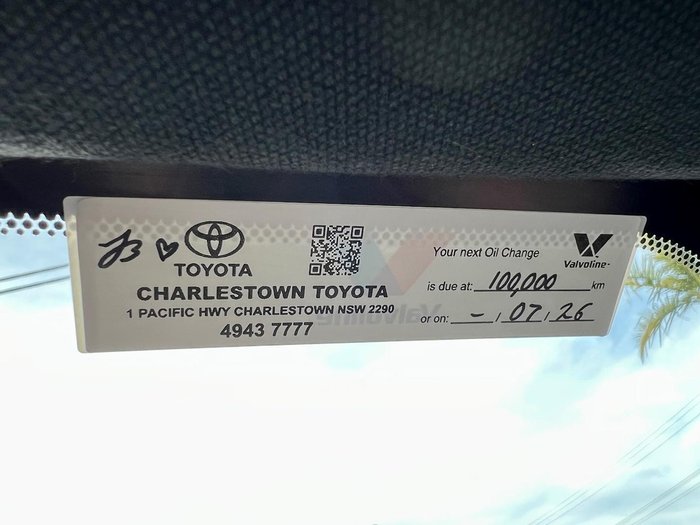 TOYOTA
CHARLESTOWN TOYOTA
1 PACIFIC HWY CHARLESTOWN NSW 2290
4943 7777
Your next Oil Change
Valvoline
is due at: 100,000 km
or on: - / 07 / 26
Valvoline